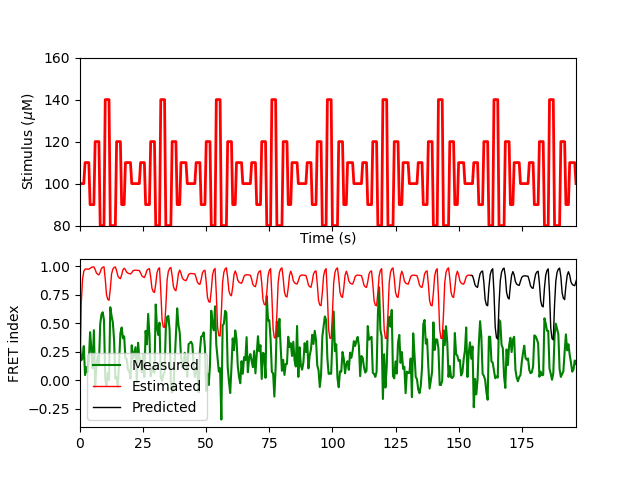 160
140
120
100
80
Stimulus (μM)
Time (s)
1.00
0.75
0.50
0.25
0.00
−0.25
FRET index
Measured
Estimated
Predicted
0 25 50 75 100 125 150 175